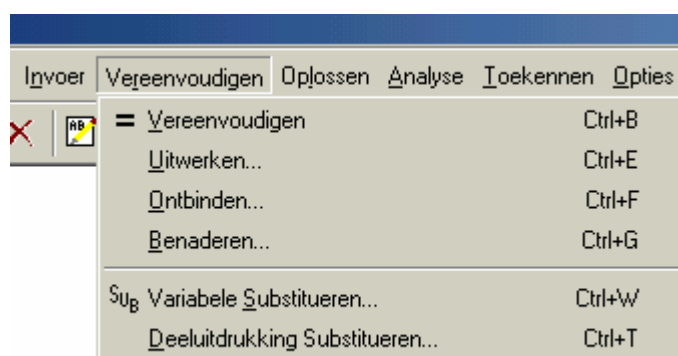 Invoer Vereenvoudigen Oplossen Analyse Toekennen Opties
AB
= Vereenvoudigen Ctrl+B
Uitwerken... Ctrl+E
Ontbinden... Ctrl+F
Benaderen... Ctrl+G
SUB Variabele Substitueren... Ctrl+W
Deeluitdrukking Substitueren... Ctrl+T